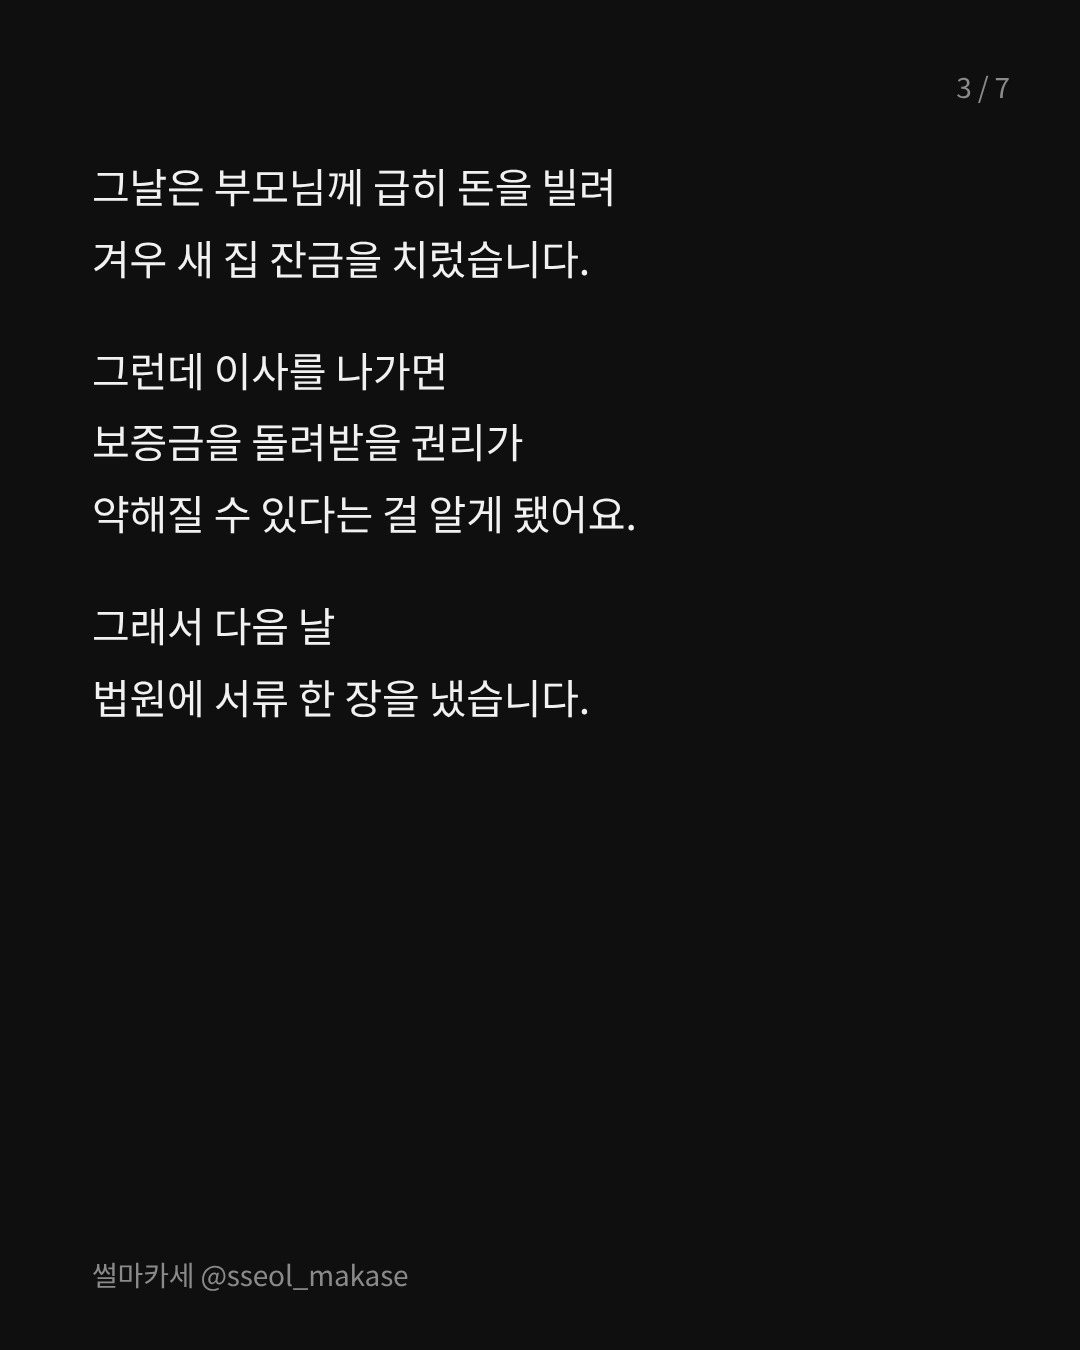 3 / 7
그날은 부모님께 급히 돈을 빌려
겨우 새 집 잔금을 치렀습니다.
그런데 이사를 나가면
보증금을 돌려받을 권리가
약해질 수 있다는 걸 알게 됐어요.
그래서 다음 날
법원에 서류 한 장을 냈습니다.
썰마카세 @sseol_makase